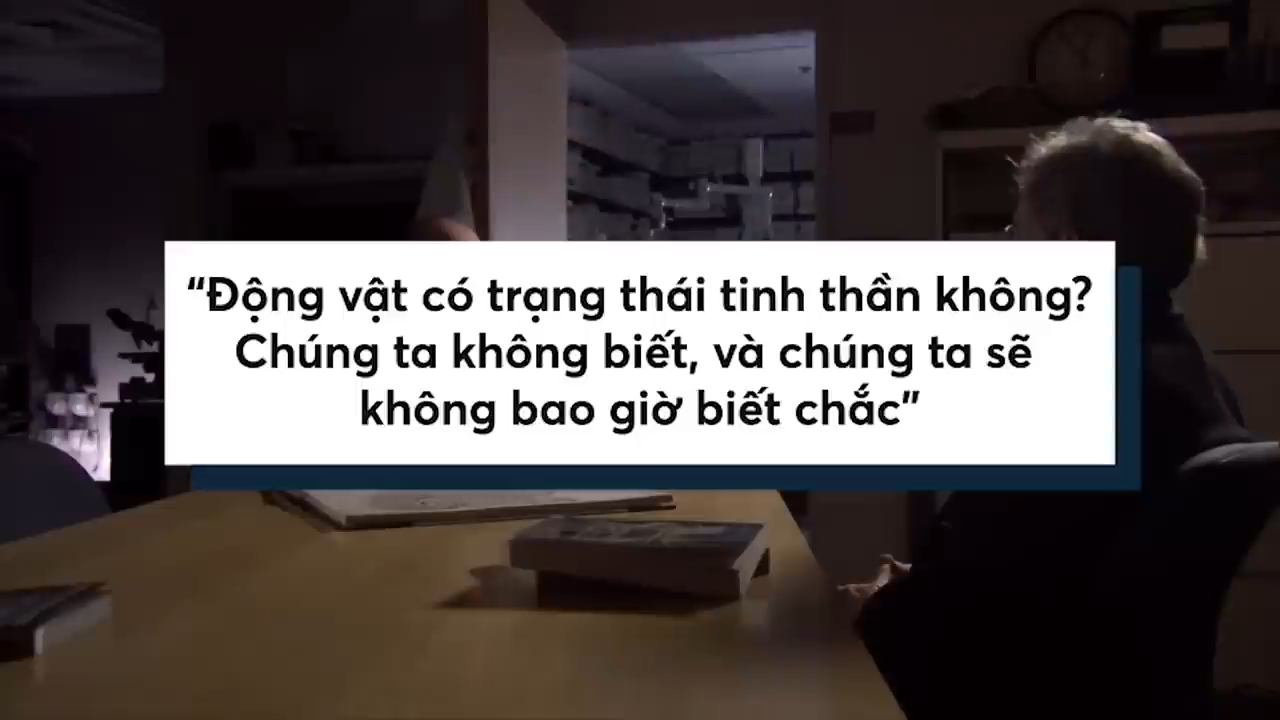 “Động vật có trạng thái tinh thần không?
Chúng ta không biết, và chúng ta sẽ
không bao giờ biết chắc”